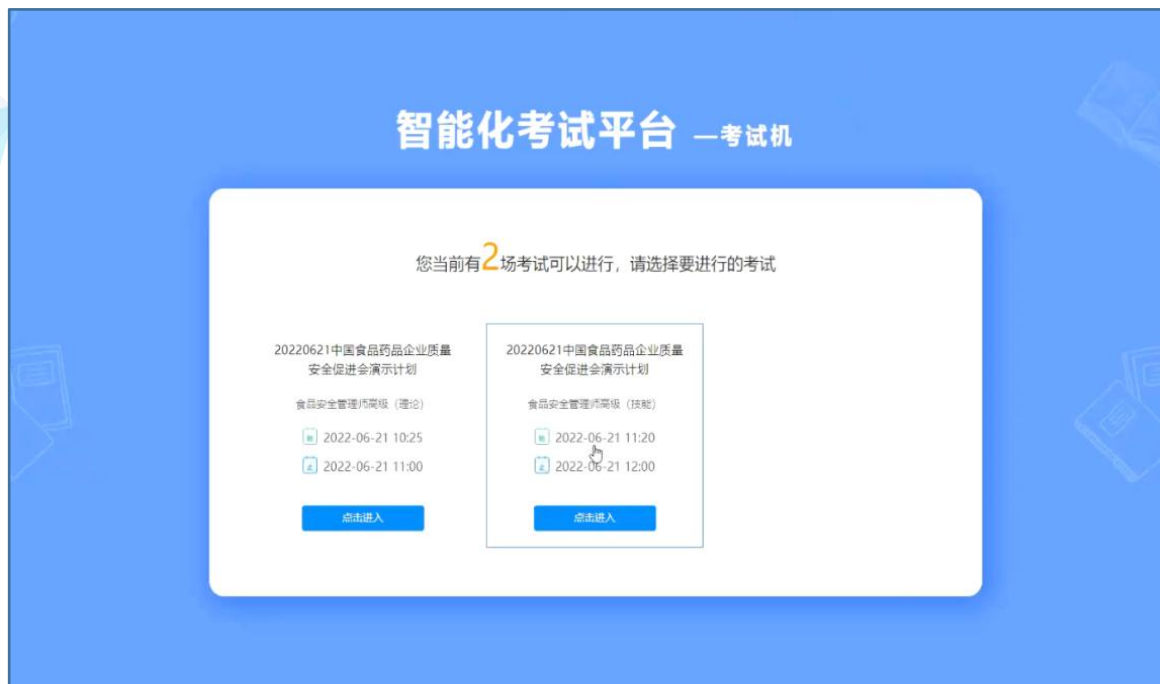 智能化考试平台 —考试机
您当前有2场考试可以进行，请选择要进行的考试
20220621中国食品药品企业质量
安全促进会演示计划
食品安全管理师高级（理论）
始 2022-06-21 10:25
止 2022-06-21 11:00
点击进入
20220621中国食品药品企业质量
安全促进会演示计划
食品安全管理师高级（技能）
始 2022-06-21 11:20
止 2022-06-21 12:00
点击进入